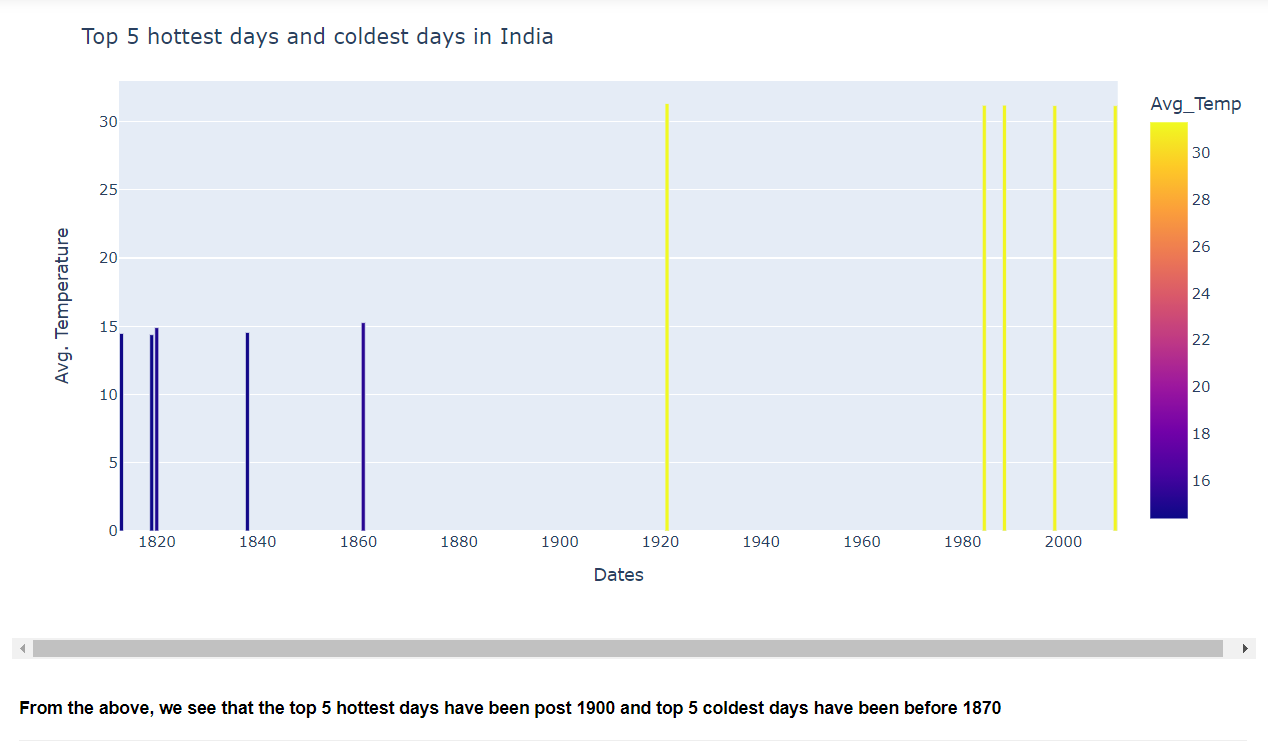 Top 5 hottest days and coldest days in India
Avg_Temp
30
25
20
15
10
5
0
Avg. Temperature
1820 1840 1860 1880 1900 1920 1940 1960 1980 2000
Dates
30
28
26
24
22
20
18
16
From the above, we see that the top 5 hottest days have been post 1900 and top 5 coldest days have been before 1870